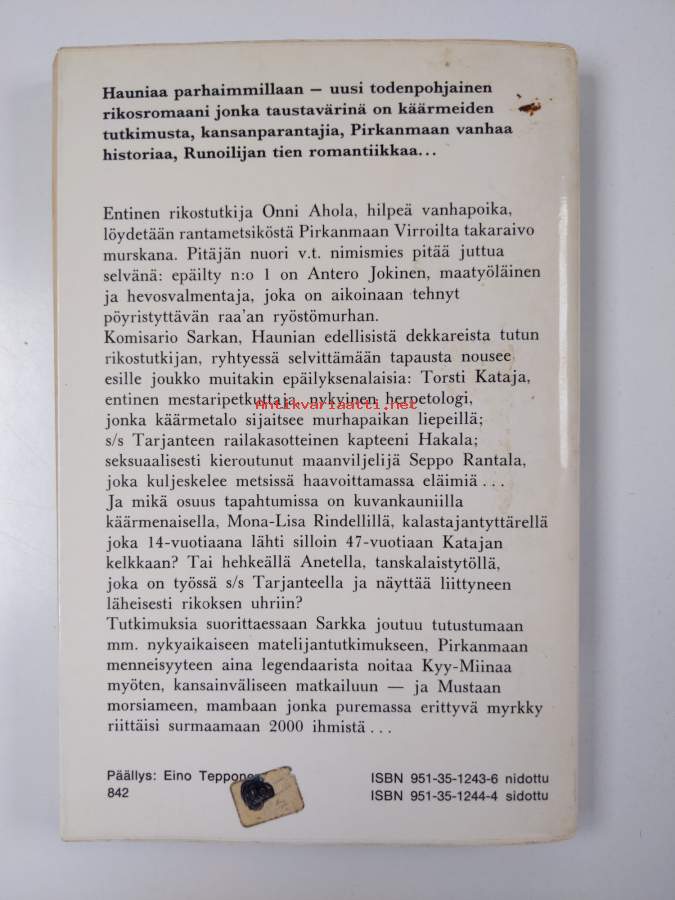 Hauniaa parhaimmillaan – uusi todenpohjainen
rikosromaani jonka taustavärinä on käärmeiden
tutkimusta, kansanparantajia, Pirkanmaan vanhaa
historiaa, Runoilijan tien romantiikkaa...
Entinen rikostutkija Onni Ahola, hilpeä vanhapoika,
löydetään rantametsiköstä Pirkanmaan Virroilta takaraivo
murskana. Pitäjän nuori v.t. nimismies pitää juttua
selvänä: epäilty n:o 1 on Antero Jokinen, maatyöläinen
ja hevosvalmentaja, joka on aikoinaan tehnyt
pöyristyttävän raa'an ryöstömurhan.
Komisario Sarkan, Haunian edellisistä dekkareista tutun
rikostutkijan, ryhtyessä selvittämään tapausta nousee
esille joukko muitakin epäilyksenalaisia: Torsti Kataja,
entinen mestaripetkuttaja, nykyinen herpetologi,
Antikvariaatti.net
jonka käärmetalo sijaitsee murhapaikan liepeillä;
s/s Tarjanteen railakasotteinen kapteeni Hakala;
seksuaalisesti kieroutunut maanviljelijä Seppo Rantala,
joka kuljeskelee metsissä haavoittamassa eläimiä...
Ja mikä osuus tapahtumissa on kuvankauniilla
käärmenaisella, Mona-Lisa Rindellillä, kalastajantyttärellä
joka 14-vuotiaana lähti silloin 47-vuotiaan Katajan
kelkkaan? Tai hehkeällä Anetella, tanskalaistytöllä,
joka on työssä s/s Tarjanteella ja näyttää liittyneen
läheisesti rikoksen uhriin?
Tutkimuksia suorittaessaan Sarkka joutuu tutustumaan
mm. nykyaikaiseen matelijantutkimukseen, Pirkanmaan
menneisyyteen aina legendaarista noitaa Kyy-Miinaa
myöten, kansainväliseen matkailuun — ja Mustaan
morsiameen, mambaan jonka puremassa erittyvä myrkky
riittäisi surmaamaan 2000 ihmistä...
Päällys: Eino Tepponen
842
ISBN 951-35-1243-6 nidottu
ISBN 951-35-1244-4 sidottu